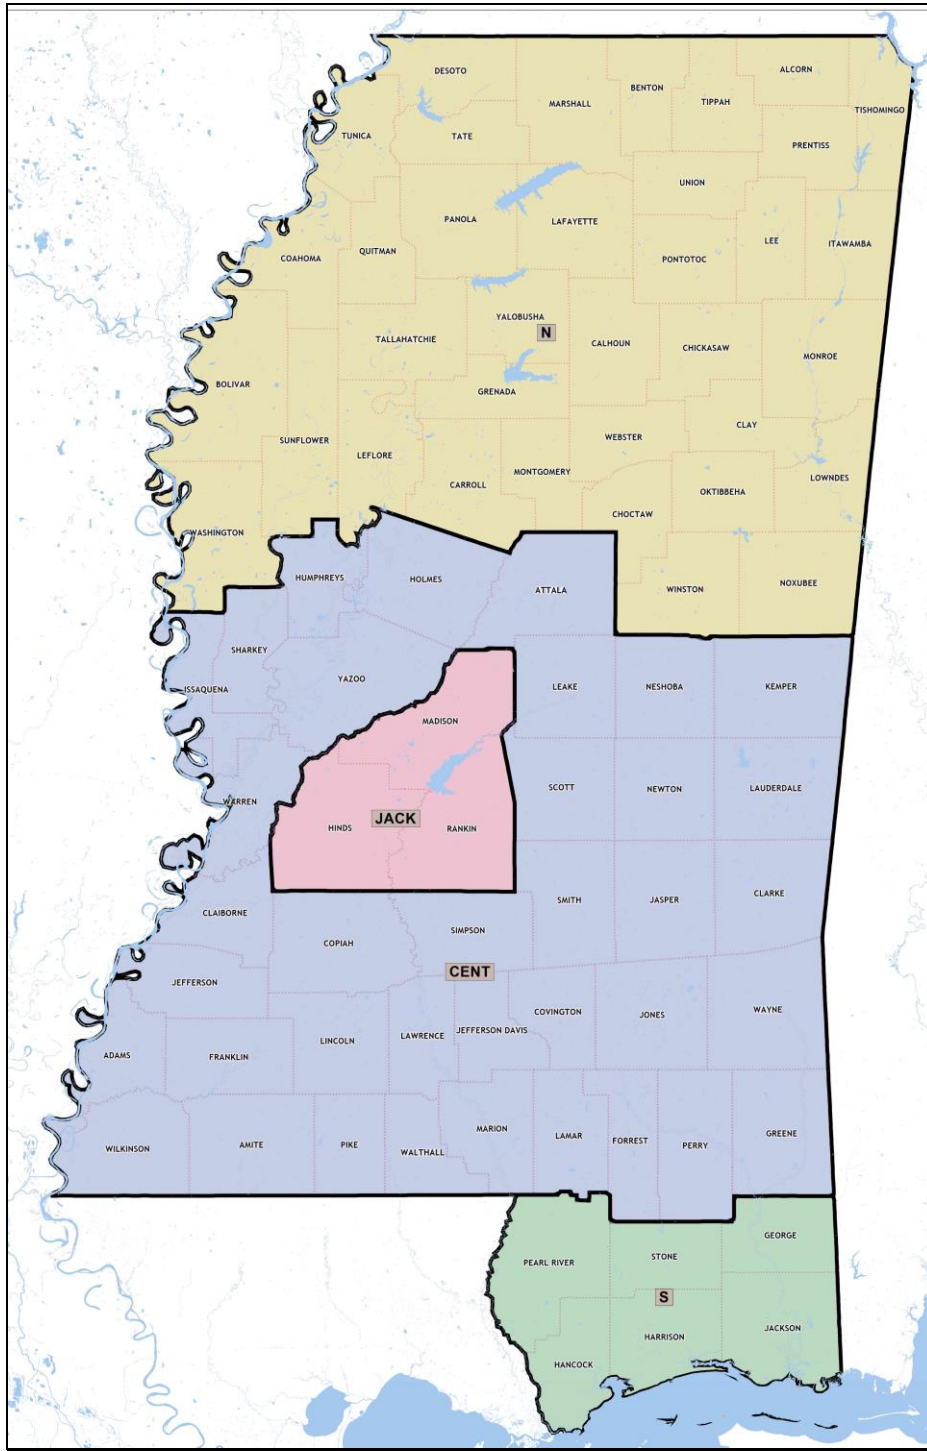 ALCORN
DESOTO
BENTON
MARSHALL
TIPPAH
TISHOMINGO
TUNICA
TATE
PRENTISS
UNION
PANOLA
LAFAYETTE
LEE
ITAWAMBA
QUITMAN
COAHOMA
PONTOTOC
YALOBUSHA
N
TALLAHATCHIE
CALHOUN
CHICKASAW
MONROE
BOLIVAR
GRENADA
CLAY
WEBSTER
SUNFLOWER
LEFLORE
MONTGOMERY
LOWNDES
CARROLL
OKTIBBEHA
CHOCTAW
WASHINGTON
HUMPHREYS
HOLMES
ATTALA
WINSTON
NOXUBEE
SHARKEY
YAZOO
ISSAQUENA
LEAKE
NESHOBA
KEMPER
MADISON
SCOTT
NEWTON
LAUDERDALE
WARREN
JACK
HINDS
RANKIN
CLARKE
SMITH
JASPER
CLAIBORNE
SIMPSON
COPIAH
CENT
JEFFERSON
WAYNE
COVINGTON
JONES
JEFFERSON DAVIS
LAWRENCE
LINCOLN
ADAMS
FRANKLIN
MARION
GREENE
LAMAR
FORREST
PERRY
WILKINSON
AMITE
PIKE
WALTHALL
GEORGE
STONE
PEARL RIVER
S
JACKSON
HARRISON
HANCOCK